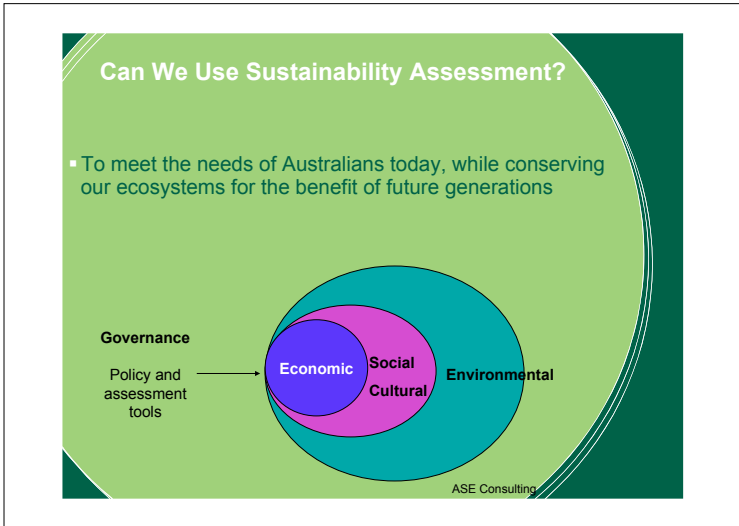 Can We Use Sustainability Assessment?
▪ To meet the needs of Australians today, while conserving
our ecosystems for the benefit of future generations
Governance
Policy and
assessment
tools
Economic
Social
Cultural
Environmental
ASE Consulting